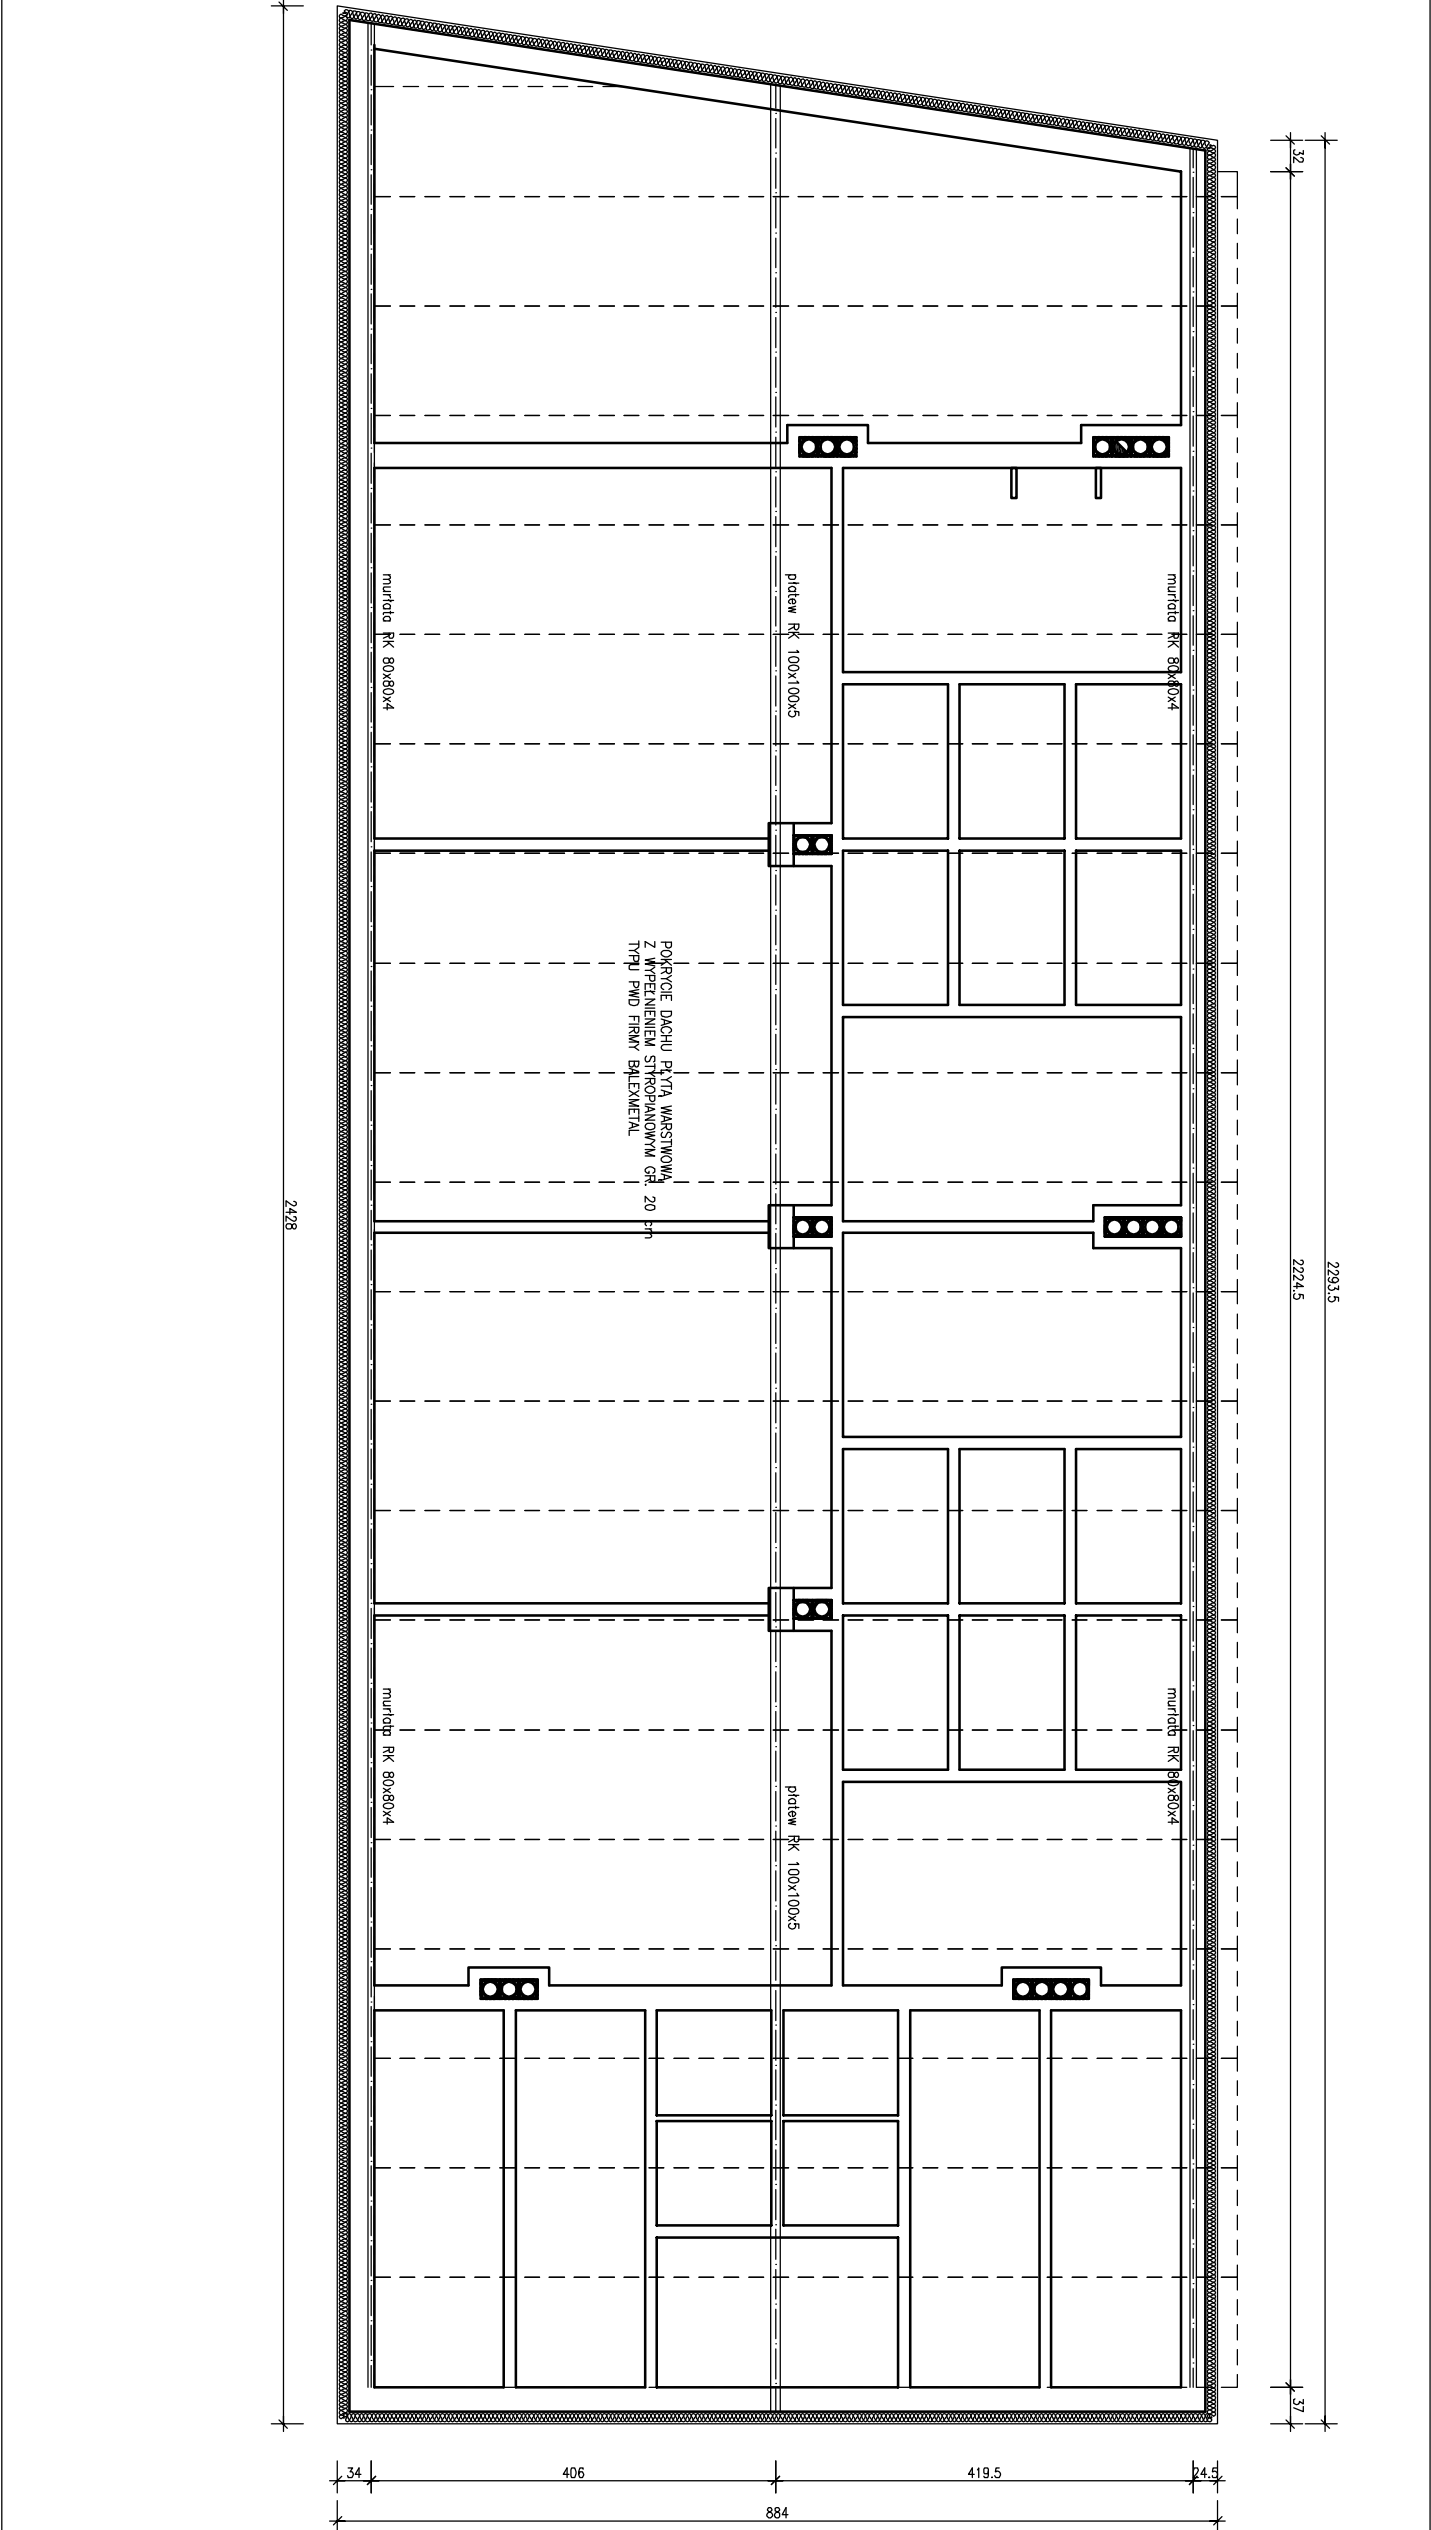 32
murłata RK 80x80x4
płatew RK 100x100x5
murłata RK 80x80x4
POKRYCIE DACHU PŁYTĄ WARSTWOWĄ
Z WYPEŁNIENIEM STYROPIANOWYM GR. 20 cm
TYPU PWD FIRMY BALEXMETAL
2428
2224.5
2293.5
murłata RK 80x80x4
płatew RK 100x100x5
murłata RK 80x80x4
37
34
406
419.5
24.5
884